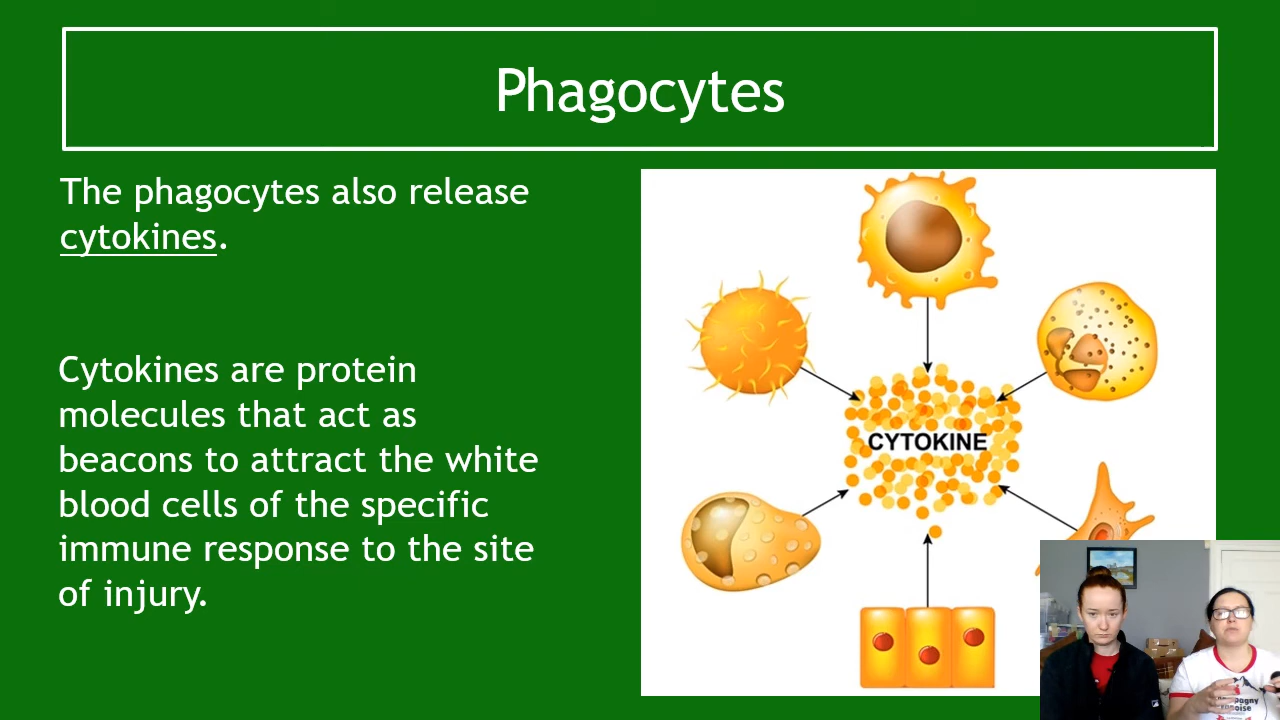 Phagocytes
The phagocytes also release
cytokines.
Cytokines are protein
molecules that act as
beacons to attract the white
blood cells of the specific
immune response to the site
of injury.
CYTOKINE